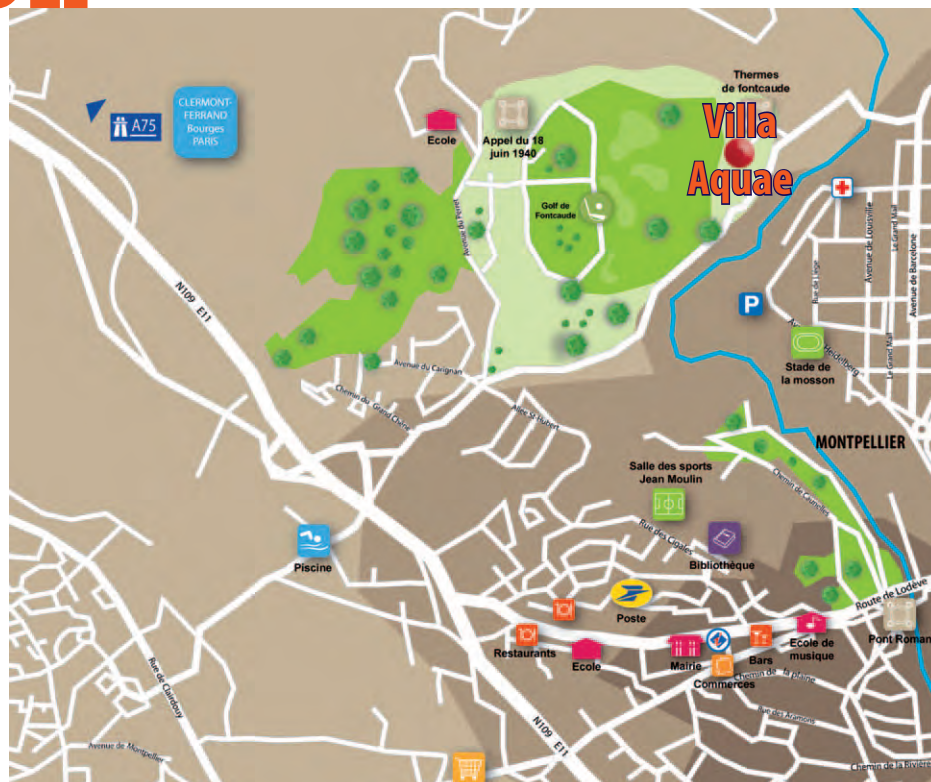 A75
CLERMONT-
FERRAND
Bourges
PARIS
Ecole
Appel du 18
juin 1940
Thermes
de fontcaude
Villa
Aquae
Golf de
Fontcaude
Avenue du Perret
N109 E11
Avenue du Carignan
Chemin du Grand Chêne
Allée St-Hubert
P
Rue de Liege
Avenue de Louisville
Le Grand Mail
Avenue de Barcelone
Heidelberg
Stade de
la mosson
Le Grand Mail
MONTPELLIER
Salle des sports
Jean Moulin
Chemin de Caunelles
Rue des Cigales
Bibliothèque
Piscine
Poste
Route de Lodève
Pont Roman
Restaurants
Ecole
Mairie
Commerces
Bars
Ecole de
musique
Chemin de la plaine
Rue des Aramons
Rue de Clairdouy
N109 E11
Avenue de Montpellier
Chemin de la Rivière